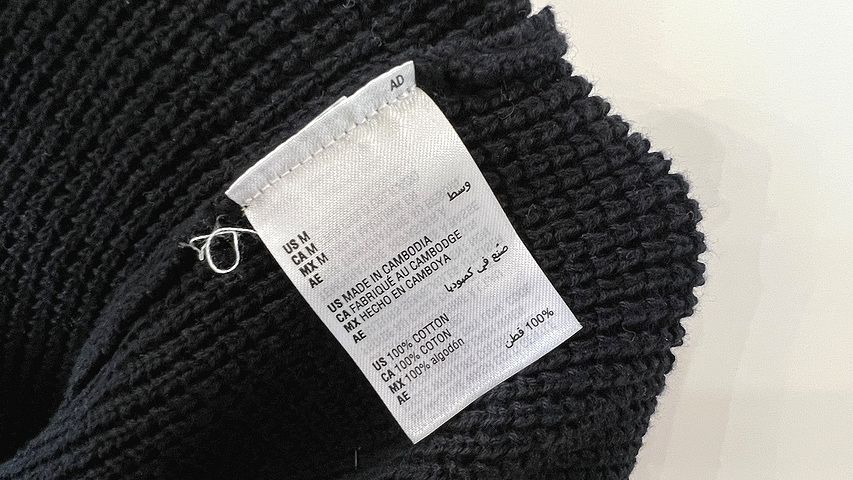 AD
US M
CA M
MX M
AE وسط
US MADE IN CAMBODIA
CA FABRIQUÉ AU CAMBODGE
MX HECHO EN CAMBOYA
AE صنع في كمبوديا
US 100% COTTON
CA 100% COTON
MX 100% algodón
AE 100% قطن